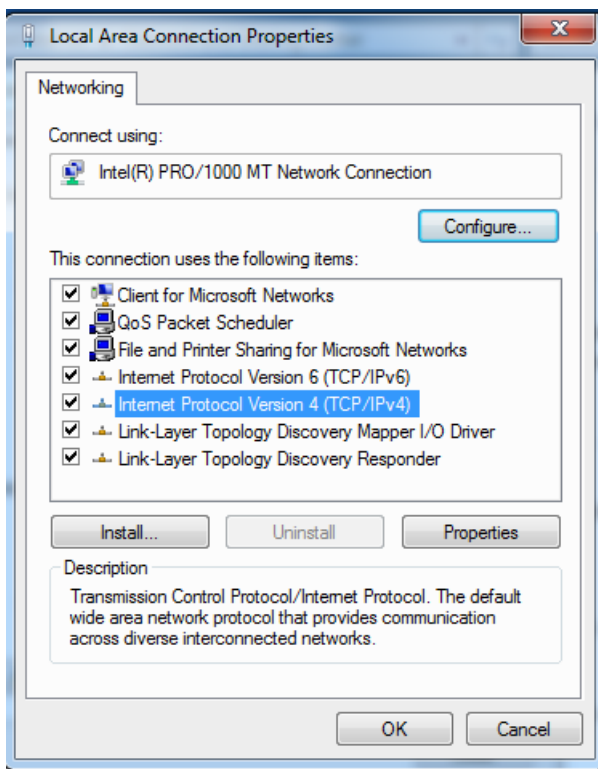 Local Area Connection Properties
Networking
Connect using:
Intel(R) PRO/1000 MT Network Connection
Configure...
This connection uses the following items:
Client for Microsoft Networks
QoS Packet Scheduler
File and Printer Sharing for Microsoft Networks
Internet Protocol Version 6 (TCP/IPv6)
Internet Protocol Version 4 (TCP/IPv4)
Link-Layer Topology Discovery Mapper I/O Driver
Link-Layer Topology Discovery Responder
Install... Uninstall Properties
Description
Transmission Control Protocol/Internet Protocol. The default
wide area network protocol that provides communication
across diverse interconnected networks.
OK Cancel